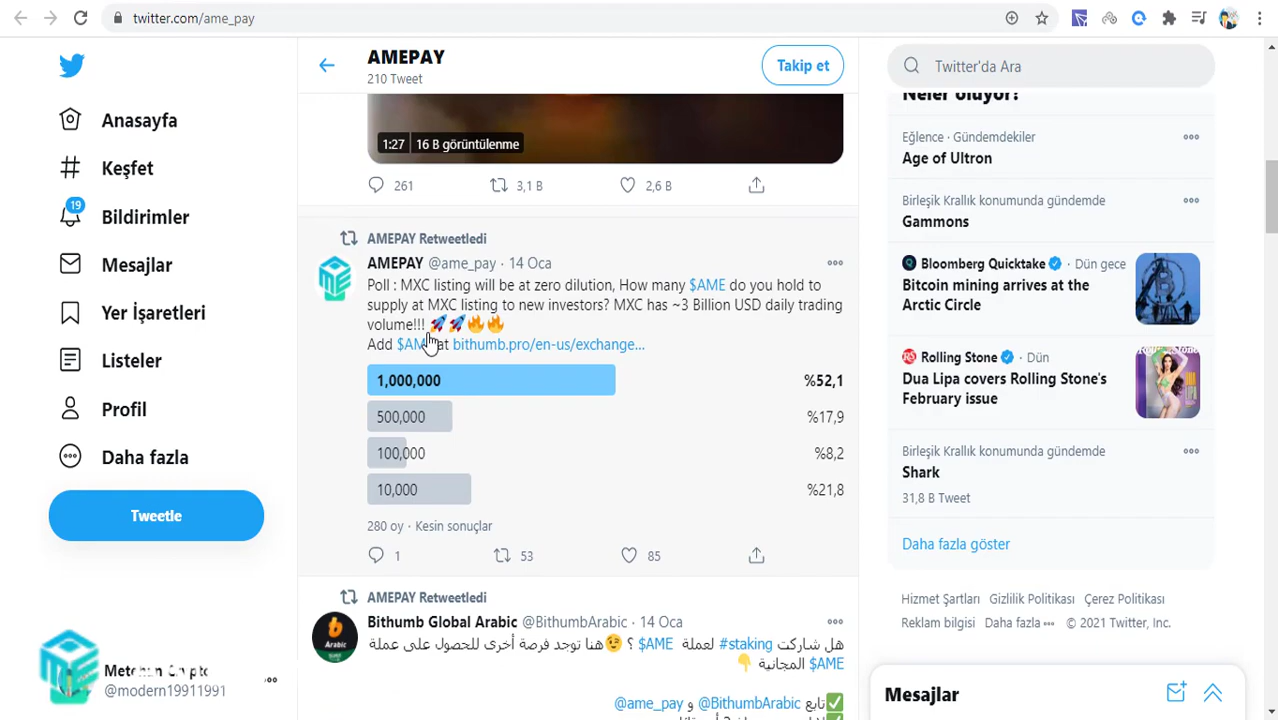 twitter.com/ame_pay
Anasayfa
Keşfet
19
Bildirimler
Mesajlar
Yer İşaretleri
Listeler
Profil
Daha fazla
Tweetle
@modern19911991
AMEPAY
210 Tweet
Takip et
1:27 16 B görüntülenme
261 3,1 B 2,6 B
AMEPAY Retweetledi
AMEPAY @ame_pay · 14 Oca
Poll : MXC listing will be at zero dilution, How many $AME do you hold to
supply at MXC listing to new investors? MXC has ~3 Billion USD daily trading
volume!!! 🚀🚀🔥🔥
Add $AME at bithumb.pro/en-us/exchange...
1,000,000 %52,1
500,000 %17,9
100,000 %8,2
10,000 %21,8
280 oy · Kesin sonuçlar
1 53 85
AMEPAY Retweetledi
Bithumb Global Arabic @BithumbArabic · 14 Oca
Arabic
هل شاركت #staking لعملة $AME ؟ 😉هنا توجد فرصة أخرى للحصول على عملة
$AME المجانية 👇
✅تابع @BithumbArabic و @ame_pay
Twitter'da Ara
Neler oluyor?
Eğlence · Gündemdekiler
Age of Ultron
Birleşik Krallık konumunda gündemde
Gammons
Bloomberg Quicktake · Dün gece
Bitcoin mining arrives at the
Arctic Circle
Rolling Stone · Dün
Dua Lipa covers Rolling Stone's
February issue
Birleşik Krallık konumunda gündemde
Shark
31,8 B Tweet
Daha fazla göster
Hizmet Şartları Gizlilik Politikası Çerez Politikası
Reklam bilgisi Daha fazla ··· © 2021 Twitter, Inc.
Mesajlar